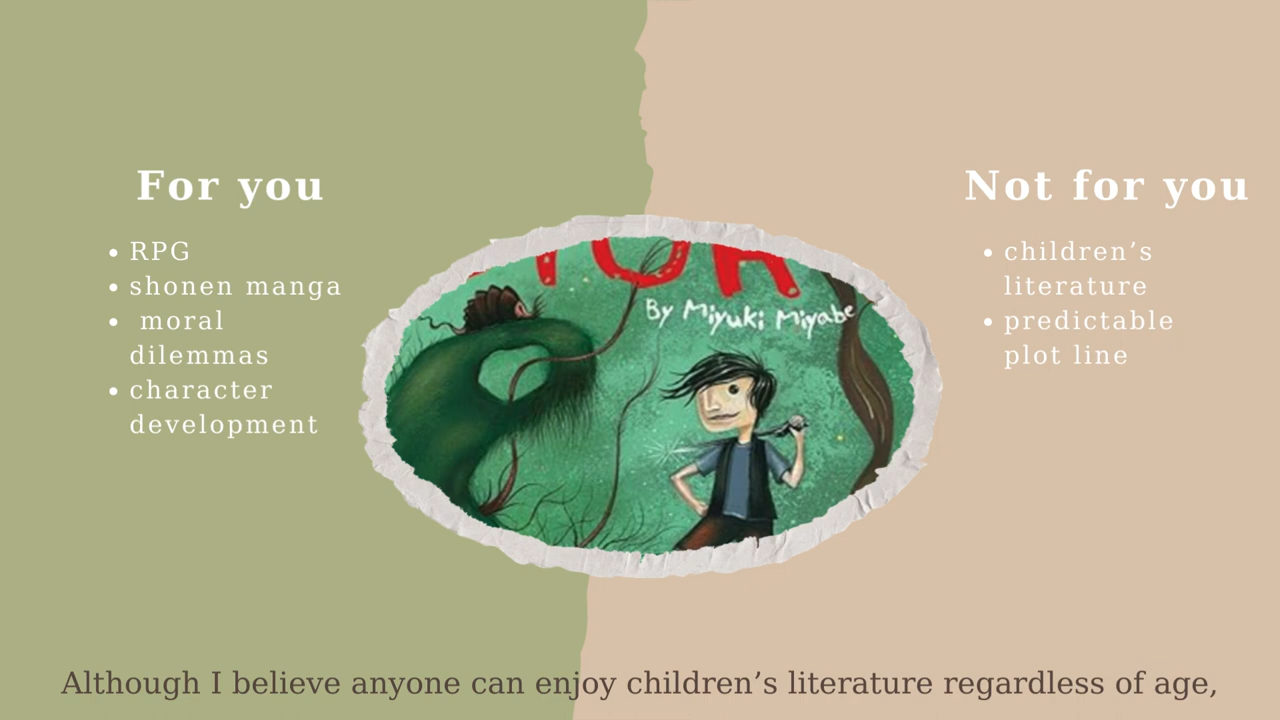 For you
• RPG
• shonen manga
• moral
dilemmas
• character
development
By Miyuki Miyabe
Not for you
• children’s
literature
• predictable
plot line
Although I believe anyone can enjoy children’s literature regardless of age,